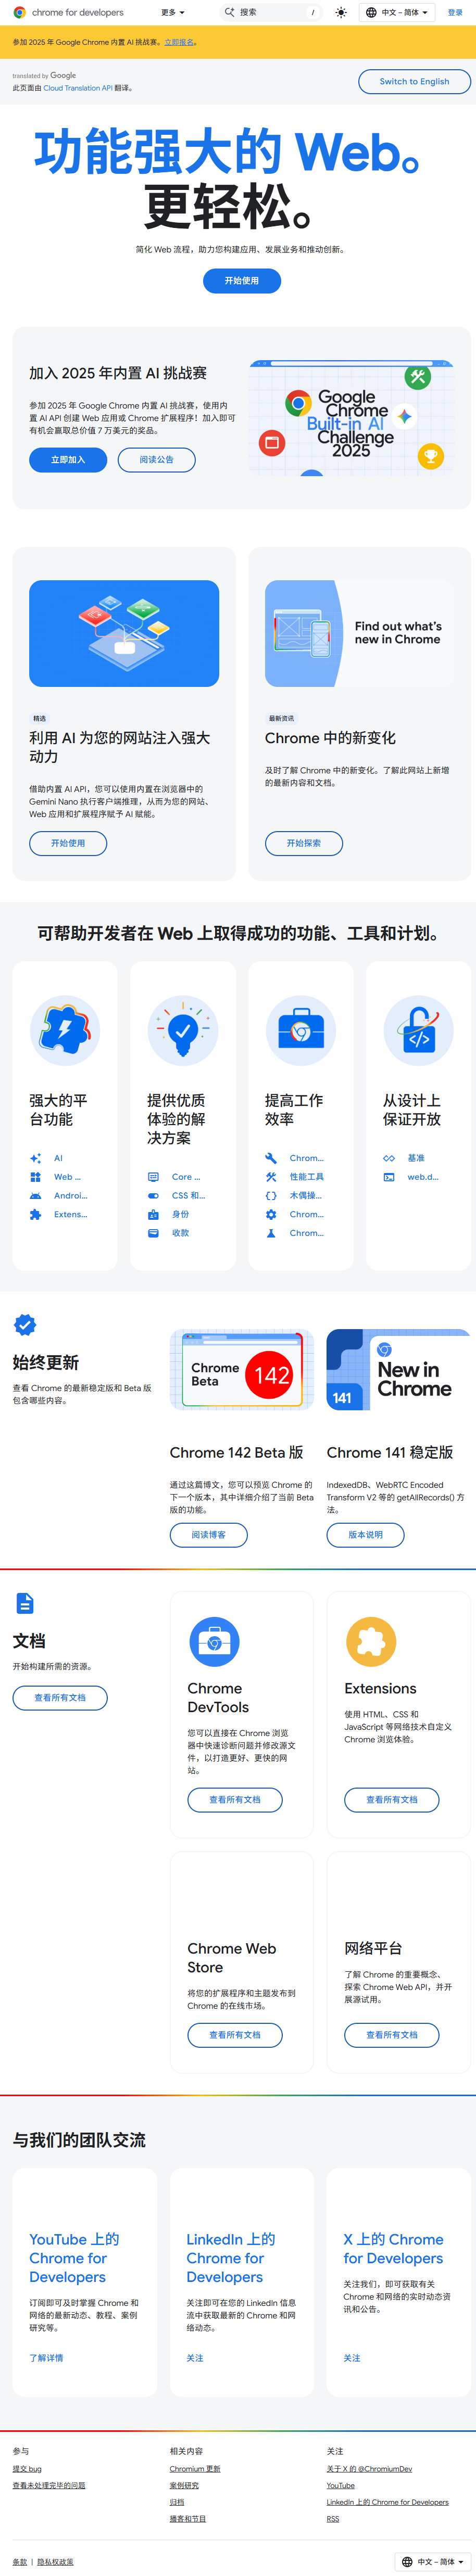 chrome for developers
更多
搜索
/
中文 – 简体
登录
参加 2025 年 Google Chrome 内置 AI 挑战赛。立即报名。
translated by Google
此页面由 Cloud Translation API 翻译。
Switch to English
功能强大的 Web。
更轻松。
简化 Web 流程，助力您构建应用、发展业务和推动创新。
开始使用
加入 2025 年内置 AI 挑战赛
参加 2025 年 Google Chrome 内置 AI 挑战赛，使用内
置 AI API 创建 Web 应用或 Chrome 扩展程序！加入即可
有机会赢取总价值 7 万美元的奖品。
立即加入
阅读公告
Google
Chrome
Built-in AI
Challenge
2025
精选
利用 AI 为您的网站注入强大
动力
借助内置 AI API，您可以使用内置在浏览器中的
Gemini Nano 执行客户端推理，从而为您的网站、
Web 应用和扩展程序赋予 AI 赋能。
开始使用
Find out what's
new in Chrome
最新资讯
Chrome 中的新变化
及时了解 Chrome 中的新变化。了解此网站上新增
的最新内容和文档。
开始探索
可帮助开发者在 Web 上取得成功的功能、工具和计划。
强大的平
台功能
AI
Web ...
Androi...
Extens...
提供优质
体验的解
决方案
Core ...
CSS 和...
身份
收款
提高工作
效率
Chrom...
性能工具
木偶操...
Chrom...
Chrom...
从设计上
保证开放
基准
web.d...
始终更新
查看 Chrome 的最新稳定版和 Beta 版
包含哪些内容。
Chrome
Beta
142
Chrome 142 Beta 版
通过这篇博文，您可以预览 Chrome 的
下一个版本，其中详细介绍了当前 Beta
版的功能。
阅读博客
141
New in
Chrome
Chrome 141 稳定版
IndexedDB、WebRTC Encoded
Transform V2 等的 getAllRecords() 方
法。
版本说明
文档
开始构建所需的资源。
查看所有文档
Chrome
DevTools
您可以直接在 Chrome 浏览
器中快速诊断问题并修改源文
件，以打造更好、更快的网
站。
查看所有文档
Extensions
使用 HTML、CSS 和
JavaScript 等网络技术自定义
Chrome 浏览体验。
查看所有文档
Chrome Web
Store
将您的扩展程序和主题发布到
Chrome 的在线市场。
查看所有文档
网络平台
了解 Chrome 的重要概念、
探索 Chrome Web API，并开
展源试用。
查看所有文档
与我们的团队交流
YouTube 上的
Chrome for
Developers
订阅即可及时掌握 Chrome 和
网络的最新动态、教程、案例
研究等。
了解详情
LinkedIn 上的
Chrome for
Developers
关注即可在您的 LinkedIn 信息
流中获取最新的 Chrome 和网
络动态。
关注
X 上的 Chrome
for Developers
关注我们，即可获取有关
Chrome 和网络的实时动态资
讯和公告。
关注
参与
提交 bug
查看未处理完毕的问题
相关内容
Chromium 更新
案例研究
归档
播客和节目
关注
关于 X 的 @ChromiumDev
YouTube
LinkedIn 上的 Chrome for Developers
RSS
条款 | 隐私权政策
中文 – 简体